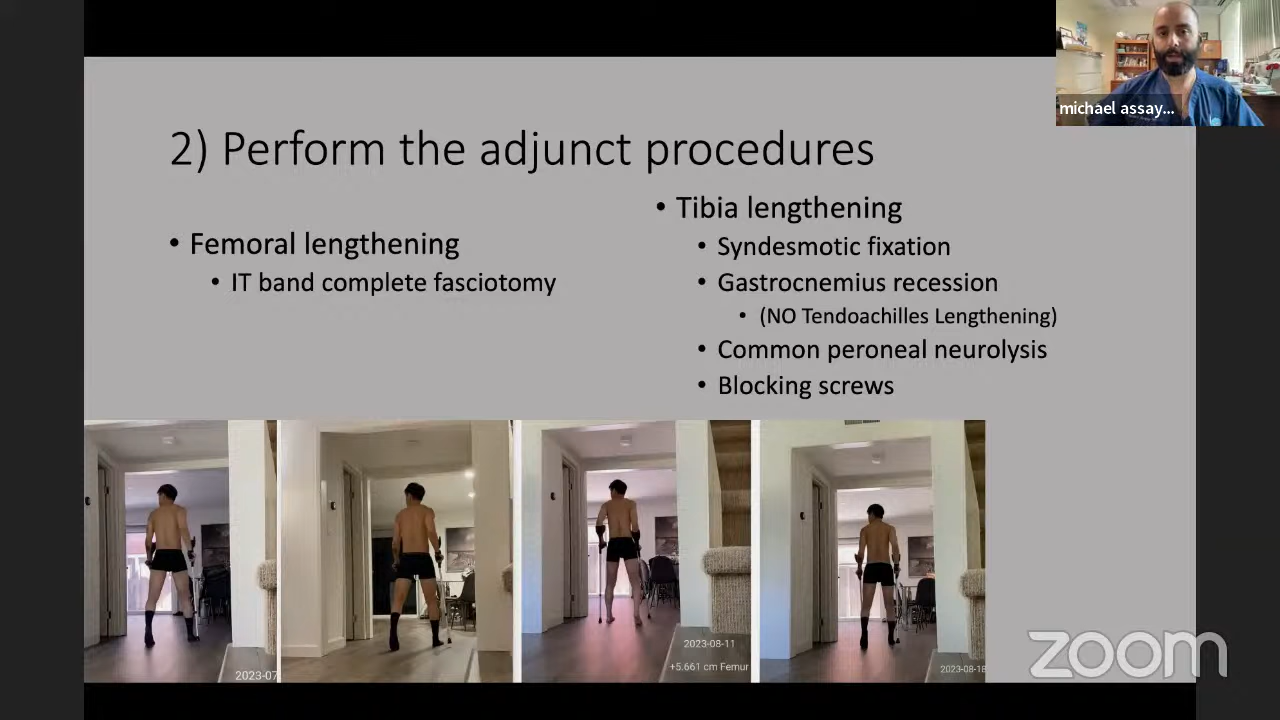 michael assay...
2) Perform the adjunct procedures
• Femoral lengthening
• IT band complete fasciotomy
• Tibia lengthening
• Syndesmotic fixation
• Gastrocnemius recession
• (NO Tendoachilles Lengthening)
• Common peroneal neurolysis
• Blocking screws
2023-07
2023-08-11
+5.661 cm Femur
2023-08-18
zoom